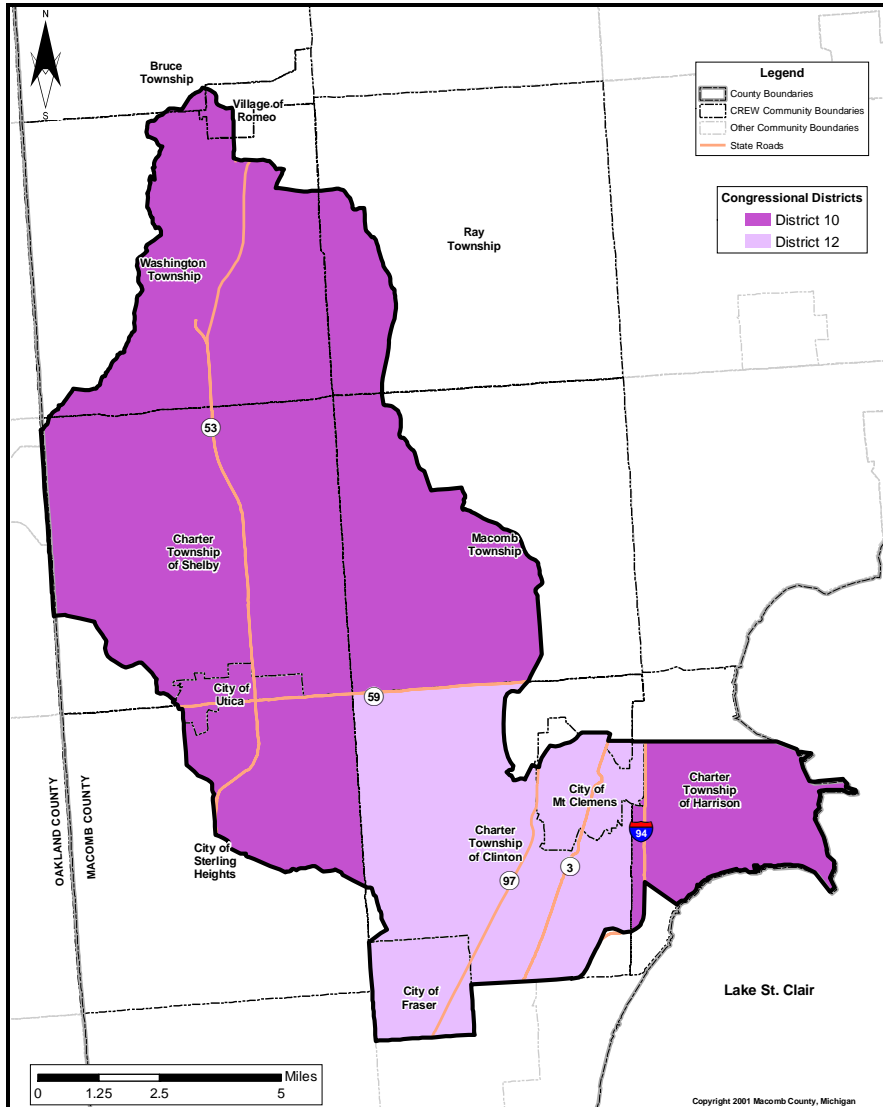 N
S
Bruce
Township
Village of
Romeo
Legend
County Boundaries
CREW Community Boundaries
Other Community Boundaries
State Roads
Congressional Districts
District 10
District 12
Ray
Township
Washington
Township
53
Charter
Township
of Shelby
Macomb
Township
City of
Utica
59
OAKLAND COUNTY
MACOMB COUNTY
City of
Sterling
Heights
City of
Mt Clemens
Charter
Township
of Harrison
94
Charter
Township
of Clinton
3
97
City of
Fraser
Lake St. Clair
Miles
0
1.25
2.5
5
Copyright 2001 Macomb County, Michigan